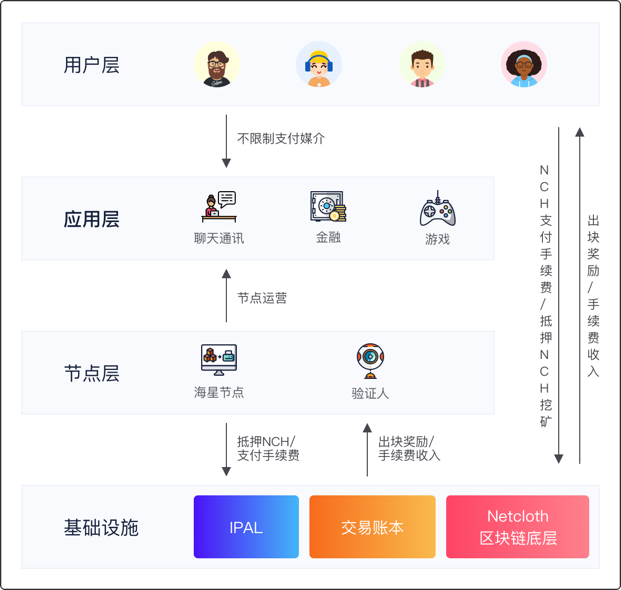 用户层
不限制支付媒介
应用层
聊天通讯
金融
游戏
节点运营
节点层
海星节点
验证人
抵押NCH/
支付手续费
出块奖励/
手续费收入
NCH支付手续费/抵押NCH挖矿
出块奖励/手续费收入
基础设施
IPAL
交易账本
Netcloth
区块链底层